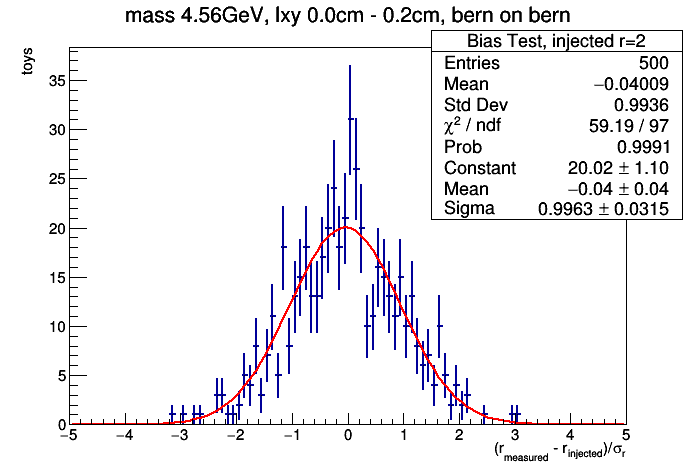 mass 4.56GeV, lxy 0.0cm - 0.2cm, bern on bern
Bias Test, injected r=2
Entries 500
Mean −0.04009
Std Dev 0.9936
χ² / ndf 59.19 / 97
Prob 0.9991
Constant 20.02 ± 1.10
Mean −0.04 ± 0.04
Sigma 0.9963 ± 0.0315
toys
35
30
25
20
15
10
5
0
−5 −4 −3 −2 −1 0 1 2 3 4 5
(r_measured - r_injected)/σ_r